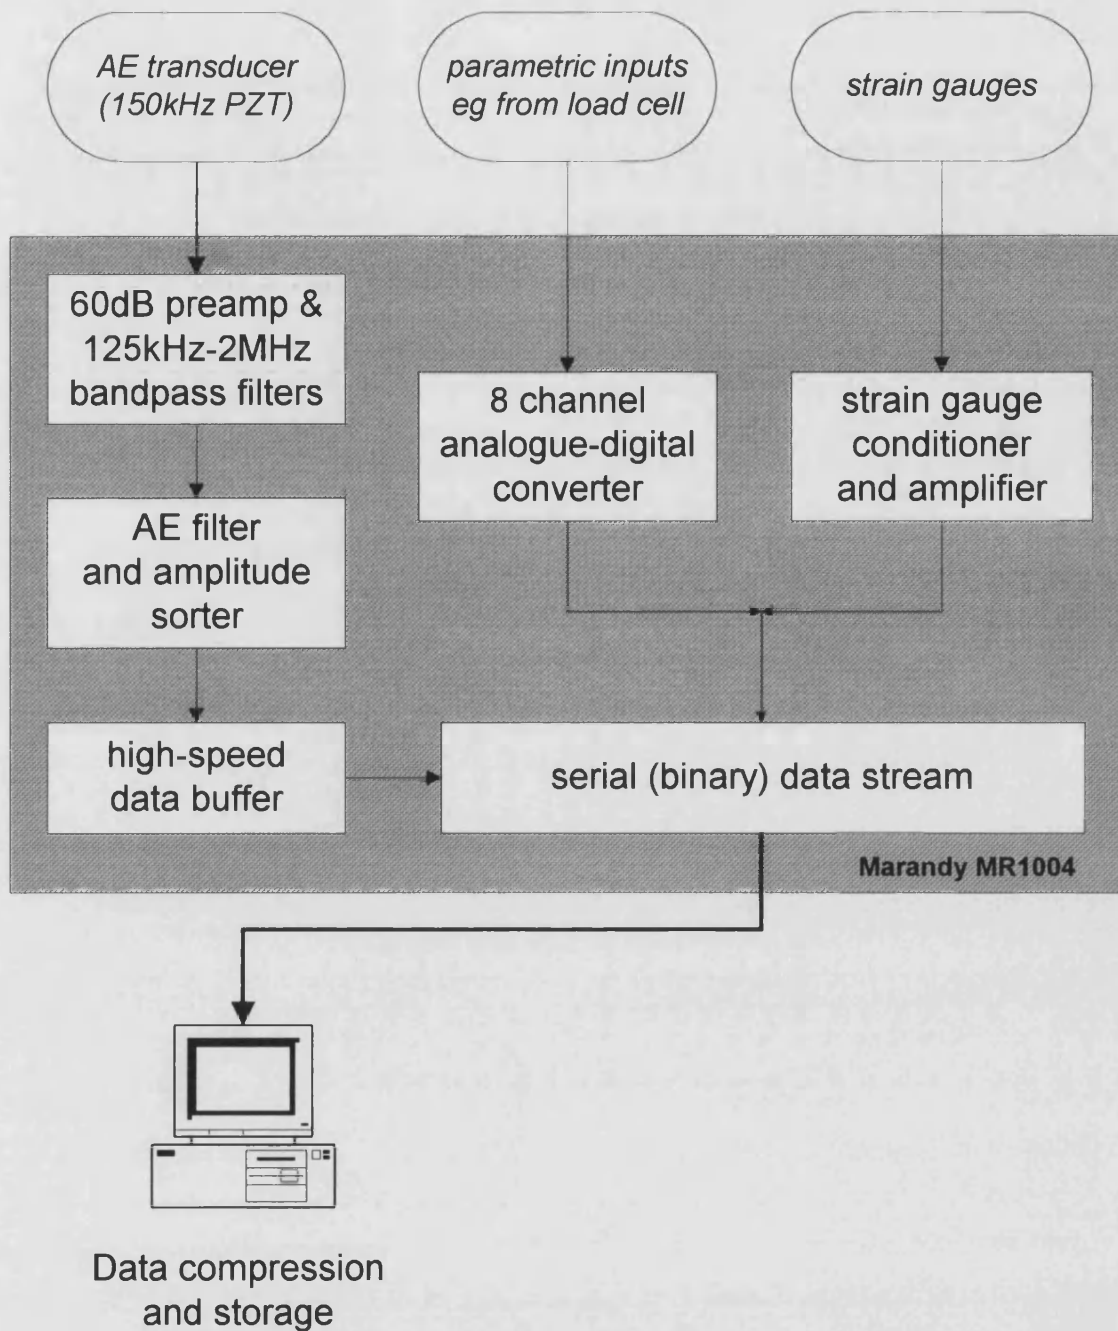 AE transducer
(150kHz PZT)
parametric inputs
eg from load cell
strain gauges
60dB preamp &
125kHz-2MHz
bandpass filters
8 channel
analogue-digital
converter
strain gauge
conditioner
and amplifier
AE filter
and amplitude
sorter
high-speed
data buffer
serial (binary) data stream
Marandy MR1004
Data compression
and storage